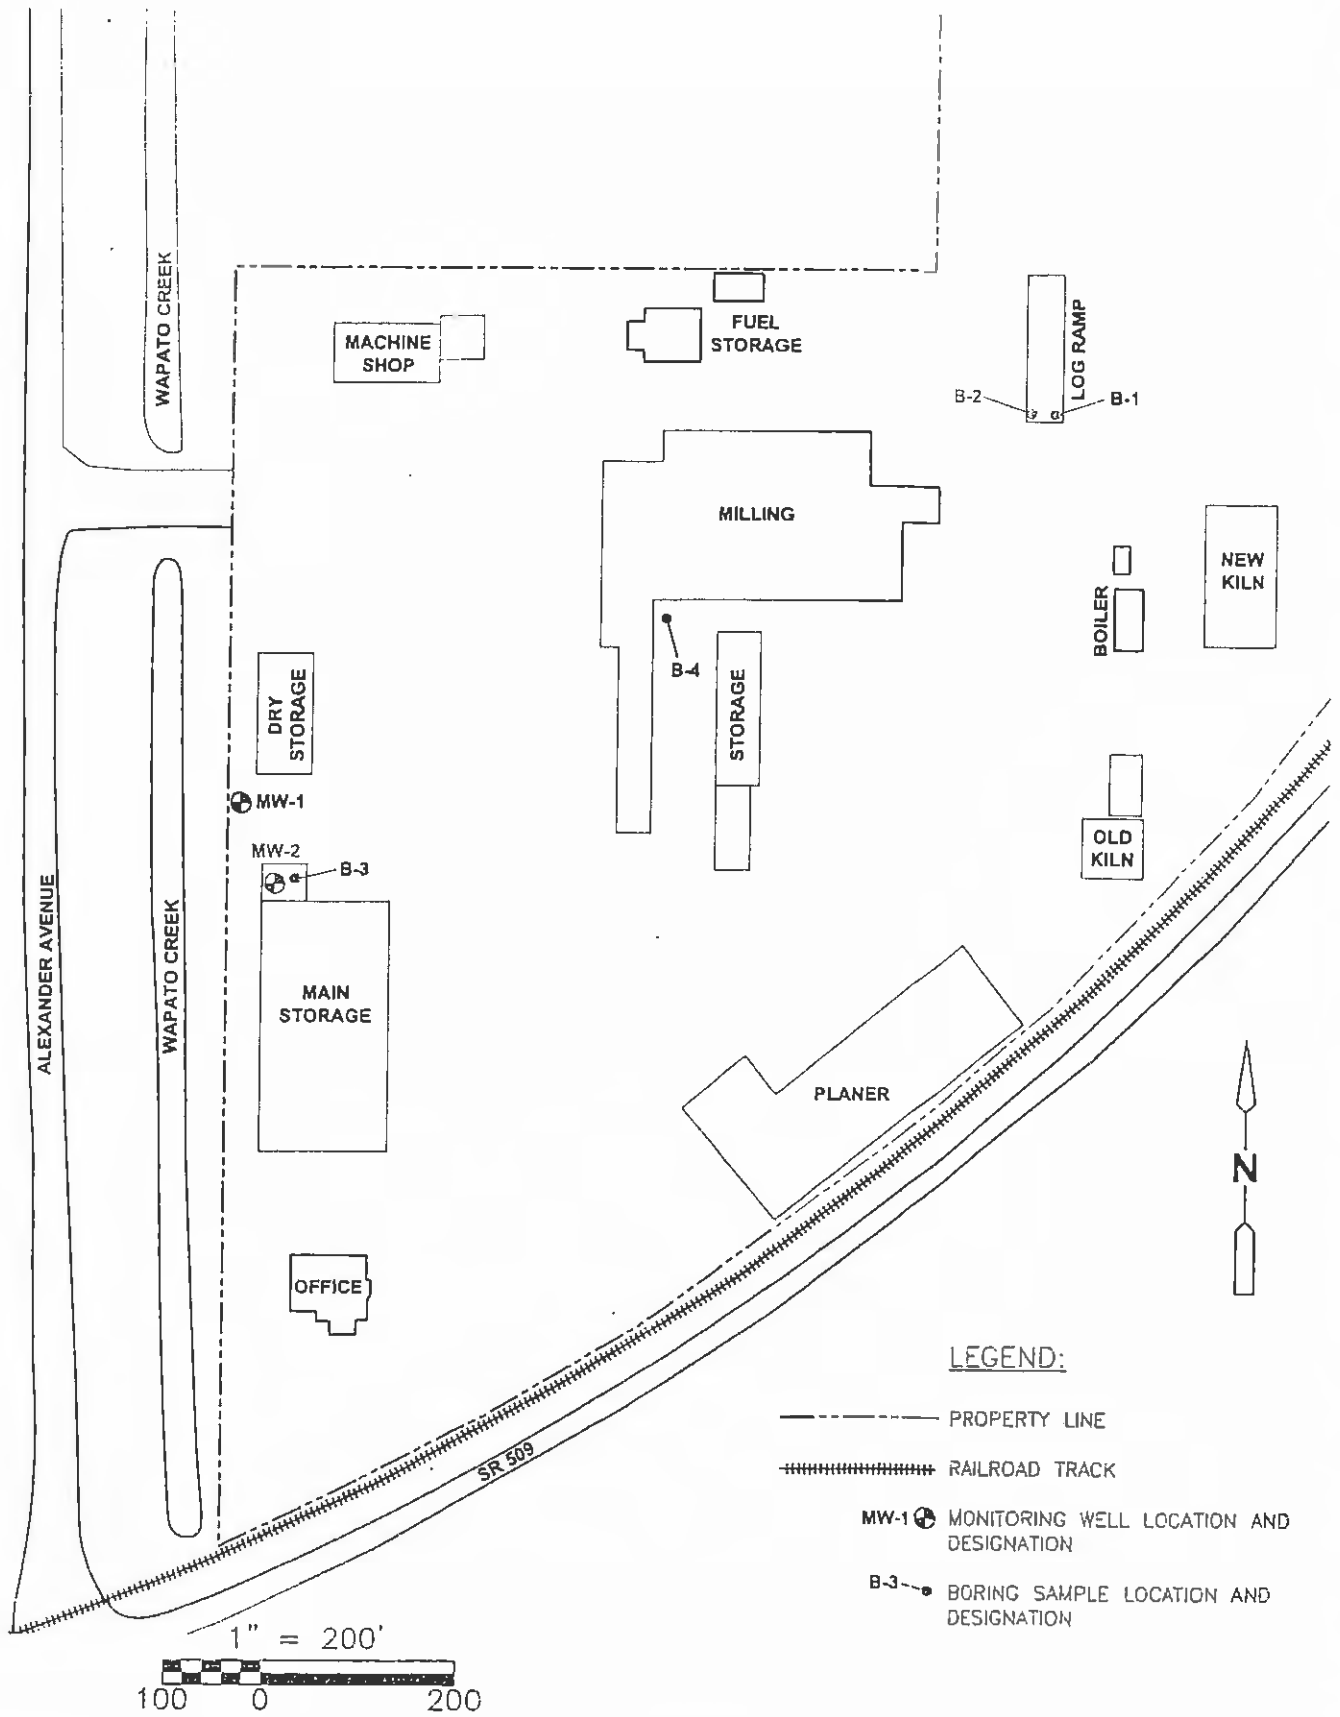 WAPATO CREEK
MACHINE
SHOP
FUEL
STORAGE
LOG RAMP
B-2
B-1
MILLING
NEW
KILN
BOILER
B-4
DRY
STORAGE
STORAGE
MW-1
MW-2
B-3
OLD
KILN
ALEXANDER AVENUE
WAPATO CREEK
MAIN
STORAGE
PLANER
N
OFFICE
LEGEND:
PROPERTY LINE
RAILROAD TRACK
SR 509
MW-1 MONITORING WELL LOCATION AND
DESIGNATION
B-3 BORING SAMPLE LOCATION AND
DESIGNATION
1" = 200'
100 0 200